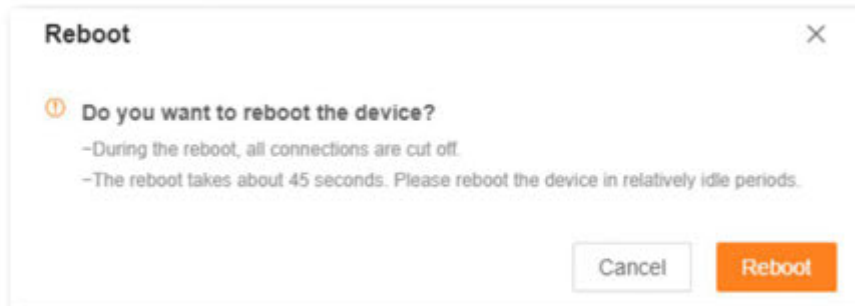 Reboot
Do you want to reboot the device?
-During the reboot, all connections are cut off.
-The reboot takes about 45 seconds. Please reboot the device in relatively idle periods.
Cancel
Reboot